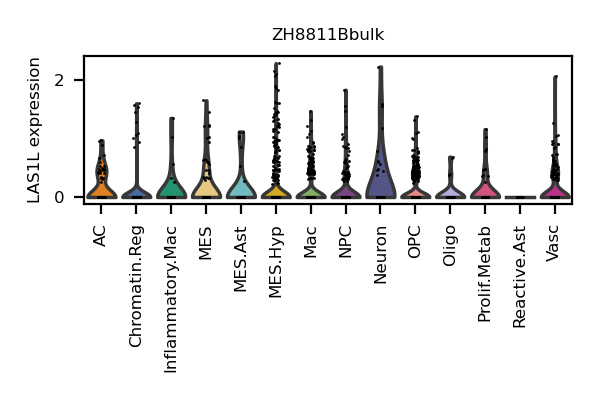 ZH8811Bbulk
LAS1L expression
2
0
AC
Chromatin.Reg
Inflammatory.Mac
MES
MES.Ast
MES.Hyp
Mac
NPC
Neuron
OPC
Oligo
Prolif.Metab
Reactive.Ast
Vasc